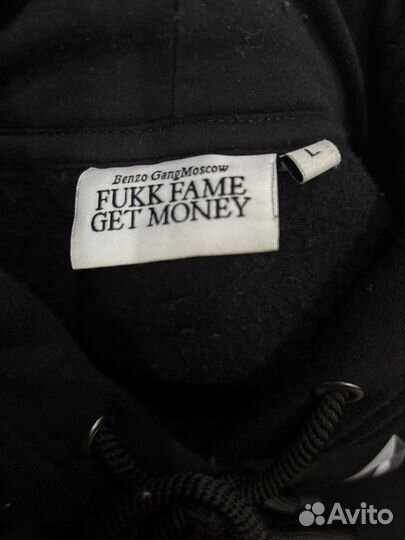 Benzo GangMoscow
FUKK FAME
GET MONEY
L
Avito